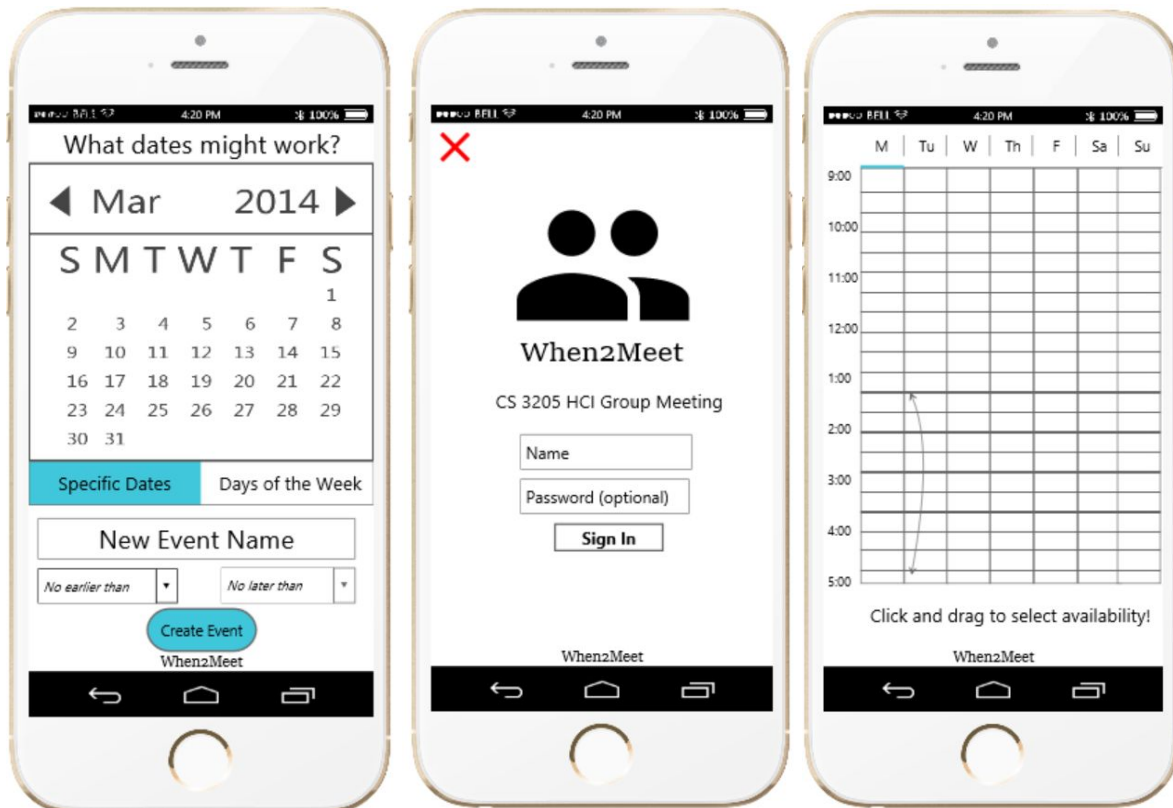 BELL 4:20 PM 100%
What dates might work?
Mar 2014
S M T W T F S
1
2 3 4 5 6 7 8
9 10 11 12 13 14 15
16 17 18 19 20 21 22
23 24 25 26 27 28 29
30 31
Specific Dates Days of the Week
New Event Name
No earlier than No later than
Create Event
When2Meet
BELL 4:20 PM 100%
When2Meet
CS 3205 HCI Group Meeting
Name
Password (optional)
Sign In
When2Meet
BELL 4:20 PM 100%
M Tu W Th F Sa Su
9:00
10:00
11:00
12:00
1:00
2:00
3:00
4:00
5:00
Click and drag to select availability!
When2Meet